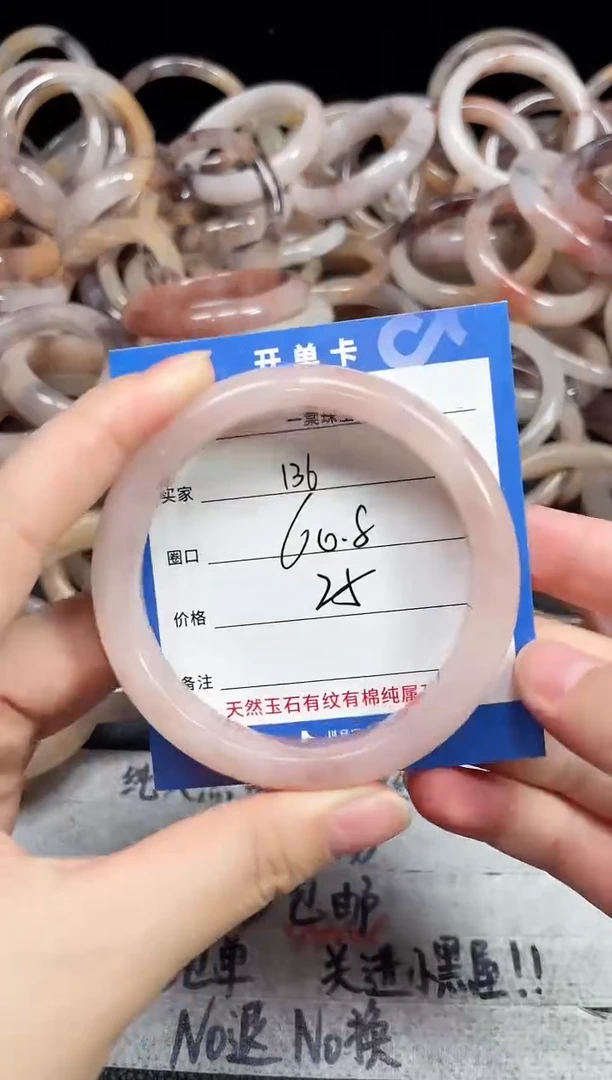 开单卡
买家 136
圈口 60.8
价格 25
备注
天然玉石有纹有棉纯属
包邮
关进小黑屋!!
No退 No换